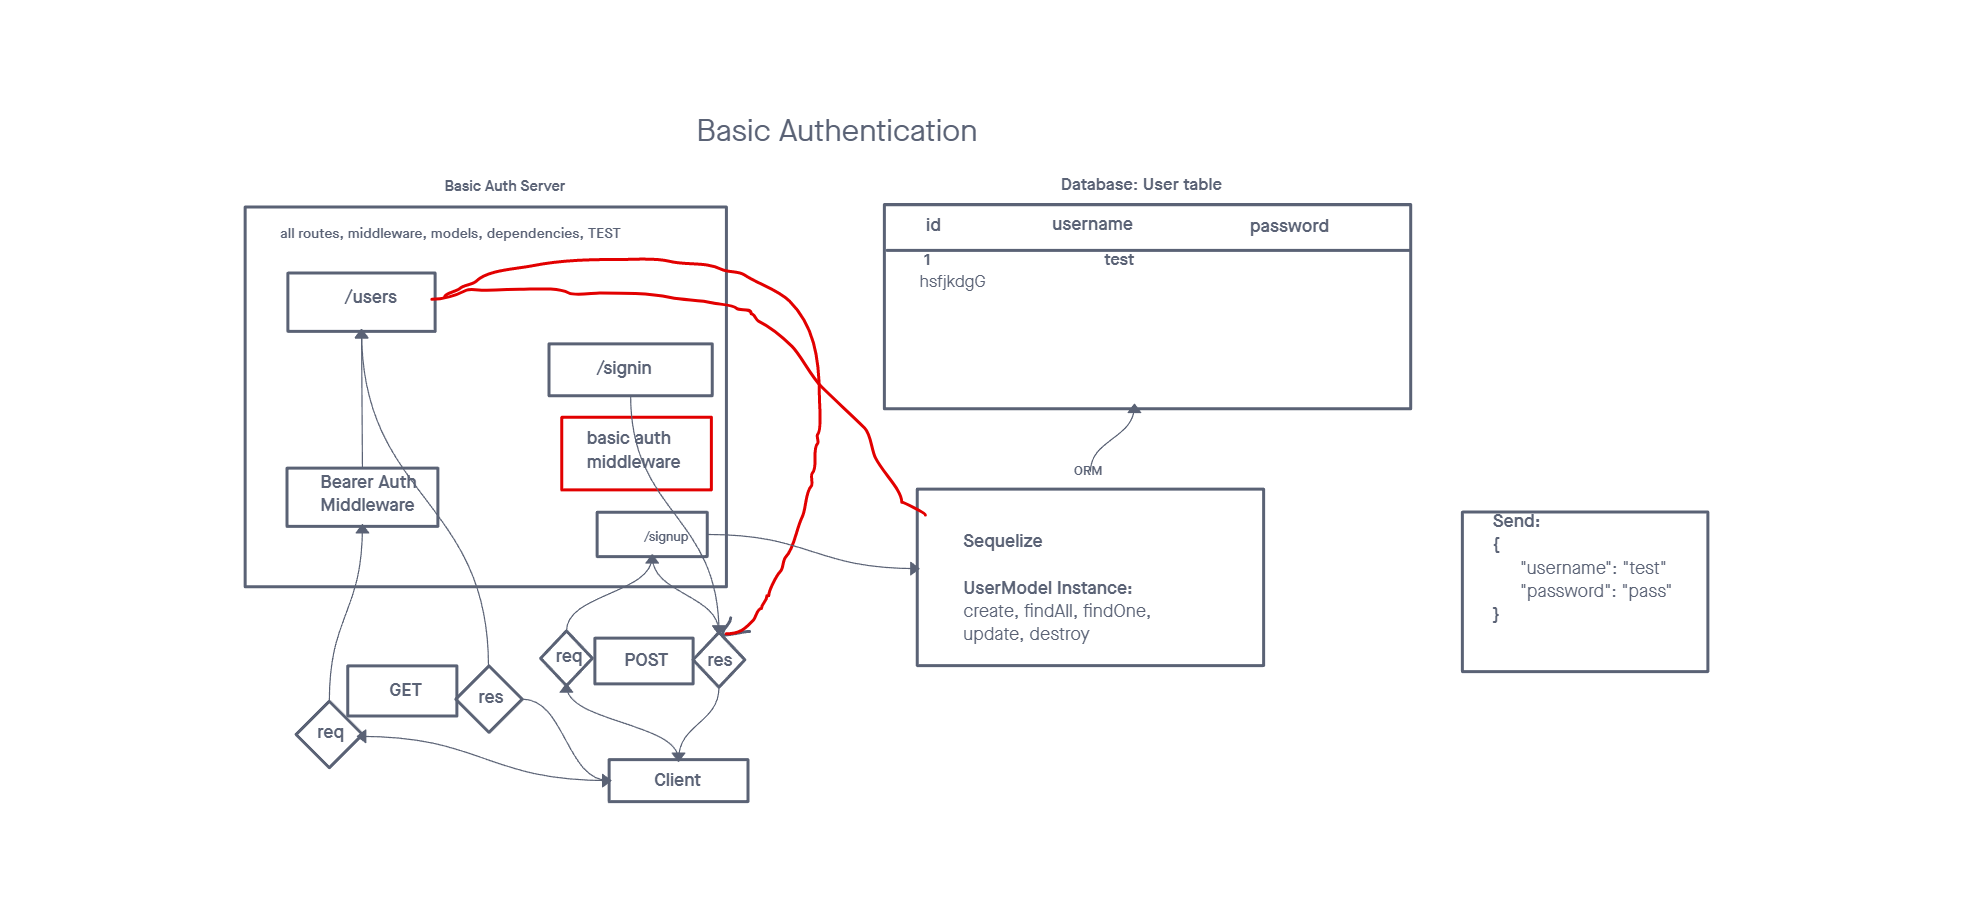 Basic Authentication
Basic Auth Server
all routes, middleware, models, dependencies, TEST
/users
/signin
basic auth
middleware
Bearer Auth
Middleware
/signup
req
POST
res
GET
res
req
Client
Database: User table
id username password
1 test
hsfjkdgG
ORM
Sequelize
UserModel Instance:
create, findAll, findOne,
update, destroy
Send:
{
"username": "test"
"password": "pass"
}